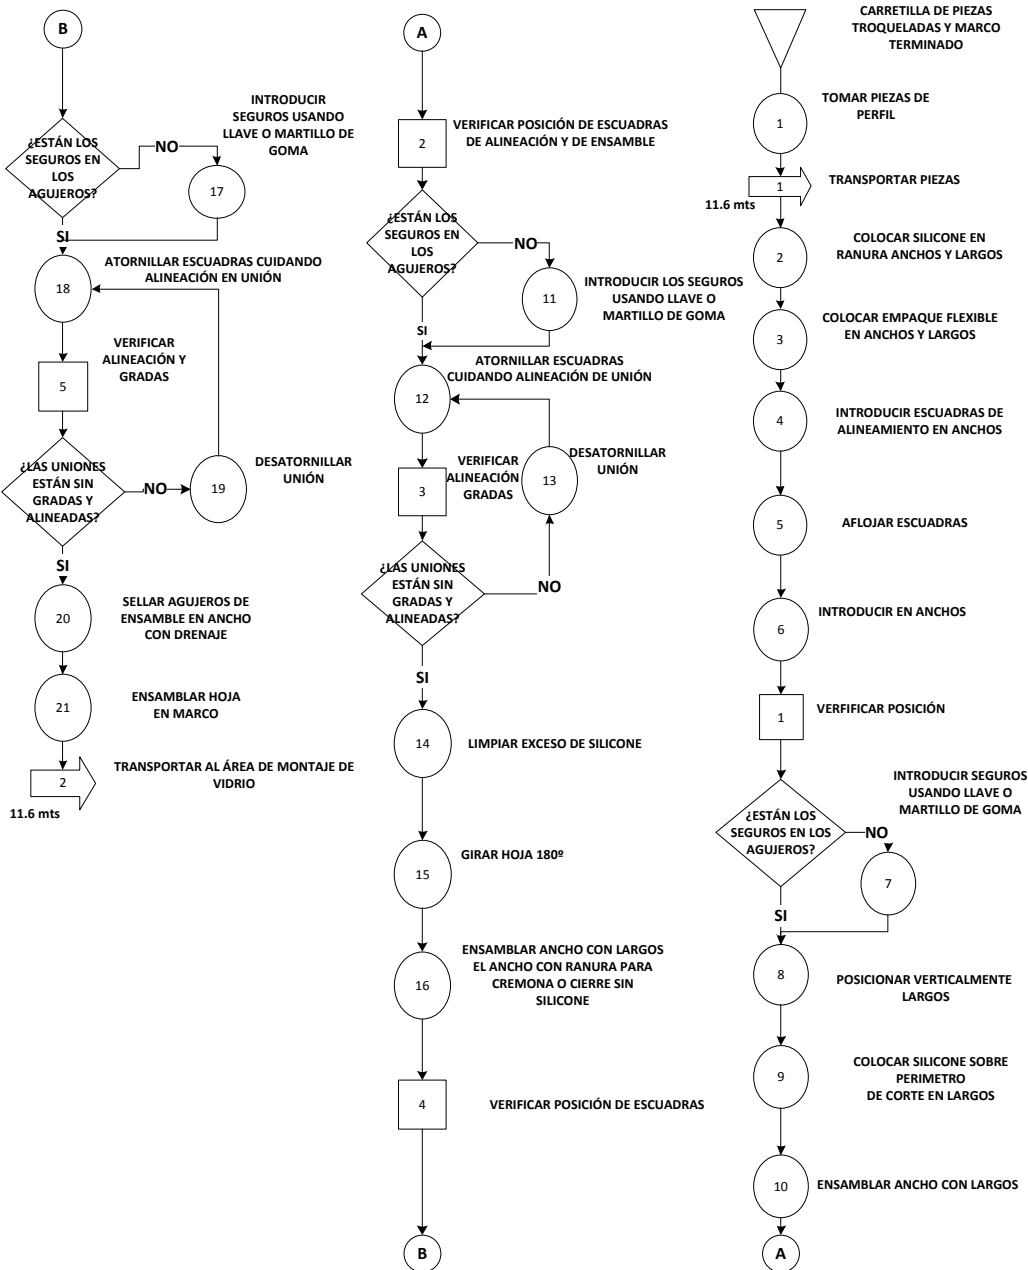 B
¿ESTÁN LOS
SEGUROS EN
LOS
AGUJEROS?
NO
INTRODUCIR
SEGUROS USANDO
LLAVE O MARTILLO DE
GOMA
17
SI
ATORNILLAR ESCUADRAS CUIDANDO
ALINEACIÓN EN UNIÓN
18
VERIFICAR
ALINEACIÓN Y
GRADAS
5
¿LAS UNIONES
ESTÁN SIN
GRADAS Y
ALINEADAS?
NO
19
DESATORNILLAR
UNIÓN
SI
20
SELLAR AGUJEROS DE
ENSAMBLE EN ANCHO
CON DRENAJE
21
ENSAMBLAR HOJA
EN MARCO
2
TRANSPORTAR AL ÁREA DE MONTAJE DE
VIDRIO
11.6 mts
A
2
VERIFICAR POSICIÓN DE ESCUADRAS
DE ALINEACIÓN Y DE ENSAMBLE
¿ESTÁN LOS
SEGUROS EN
LOS
AGUJEROS?
NO
11
INTRODUCIR LOS SEGUROS
USANDO LLAVE O
MARTILLO DE GOMA
SI
ATORNILLAR ESCUADRAS
CUIDANDO ALINEACIÓN DE UNIÓN
12
3
VERIFICAR
ALINEACIÓN
GRADAS
13
DESATORNILLAR
UNIÓN
¿LAS UNIONES
ESTÁN SIN
GRADAS Y
ALINEADAS?
NO
SI
14
LIMPIAR EXCESO DE SILICONE
15
GIRAR HOJA 180º
16
ENSAMBLAR ANCHO CON LARGOS
EL ANCHO CON RANURA PARA
CREMONA O CIERRE SIN
SILICONE
4
VERIFICAR POSICIÓN DE ESCUADRAS
B
CARRETILLA DE PIEZAS
TROQUELADAS Y MARCO
TERMINADO
1
TOMAR PIEZAS DE
PERFIL
1
TRANSPORTAR PIEZAS
11.6 mts
2
COLOCAR SILICONE EN
RANURA ANCHOS Y LARGOS
3
COLOCAR EMPAQUE FLEXIBLE
EN ANCHOS Y LARGOS
4
INTRODUCIR ESCUADRAS DE
ALINEAMIENTO EN ANCHOS
5
AFLOJAR ESCUADRAS
6
INTRODUCIR EN ANCHOS
1
VERFIFICAR POSICIÓN
¿ESTÁN LOS
SEGUROS EN LOS
AGUJEROS?
NO
INTRODUCIR SEGUROS
USANDO LLAVE O
MARTILLO DE GOMA
7
SI
8
POSICIONAR VERTICALMENTE
LARGOS
9
COLOCAR SILICONE SOBRE
PERIMETRO
DE CORTE EN LARGOS
10
ENSAMBLAR ANCHO CON LARGOS
A